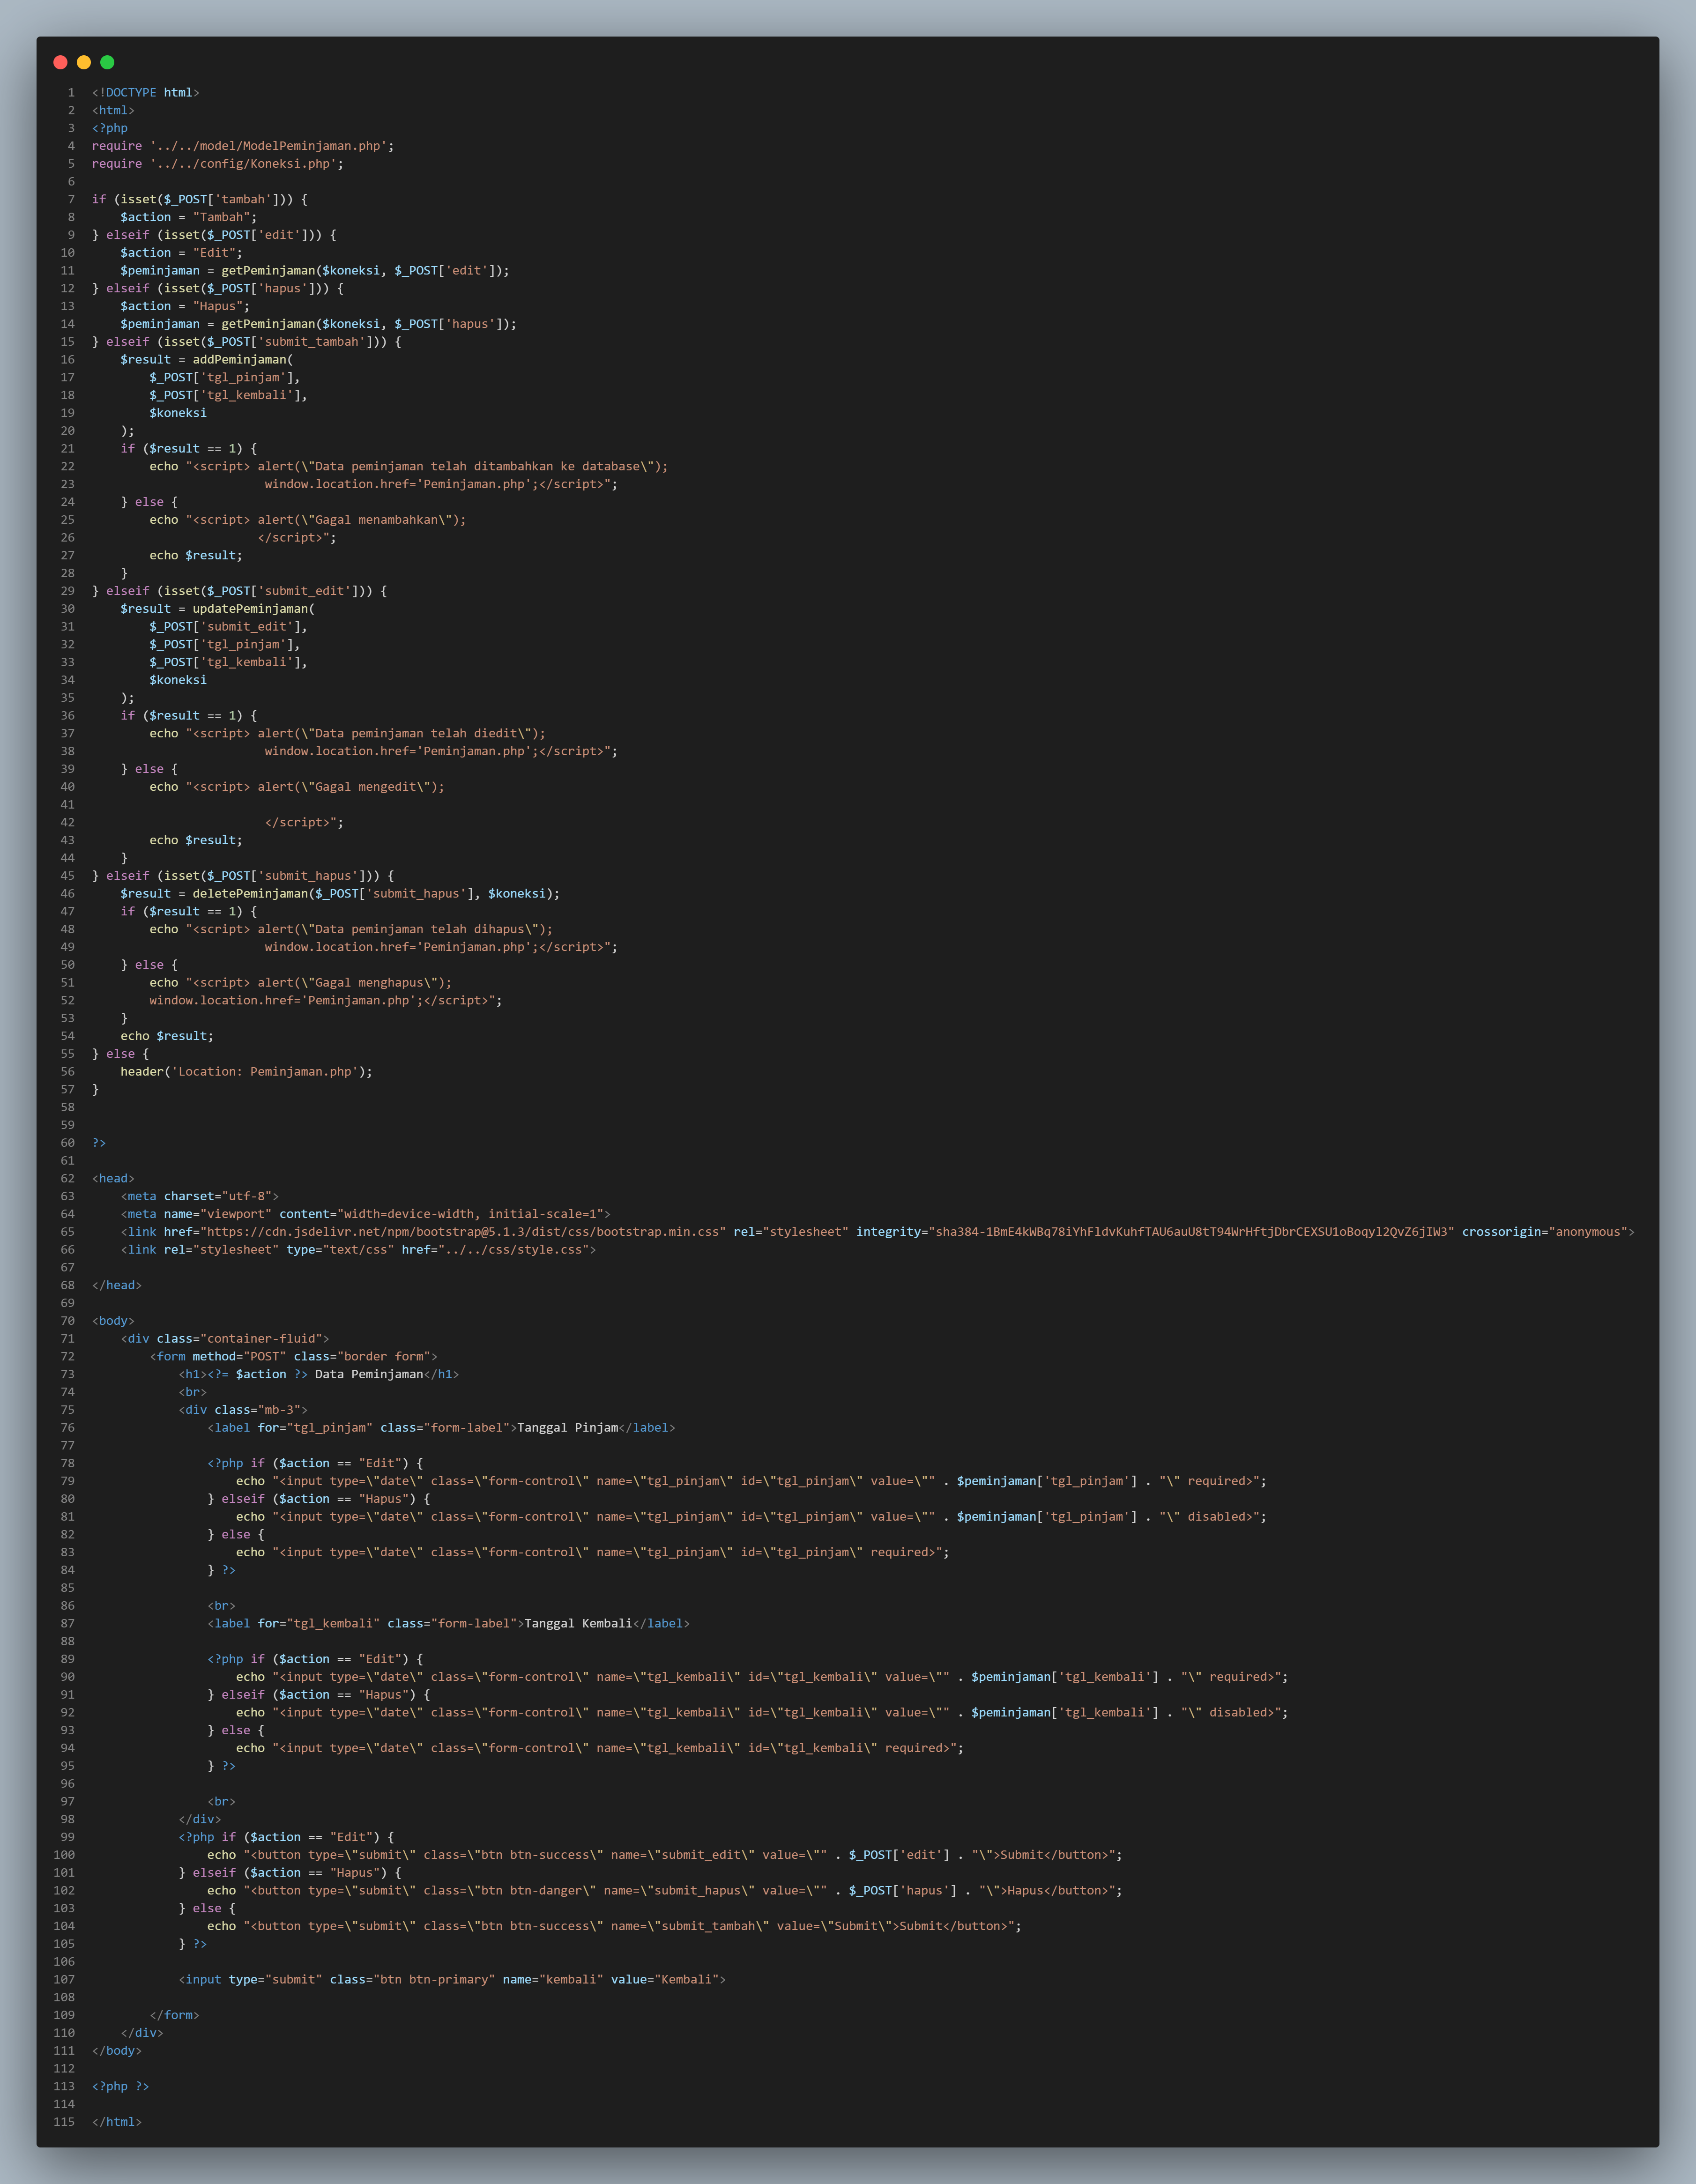 1 <!DOCTYPE html>
2 <html>
3 <?php
4 require '../../model/ModelPeminjaman.php';
5 require '../../config/Koneksi.php';
6
7 if (isset($_POST['tambah'])) {
8     $action = "Tambah";
9 } elseif (isset($_POST['edit'])) {
10     $action = "Edit";
11     $peminjaman = getPeminjaman($koneksi, $_POST['edit']);
12 } elseif (isset($_POST['hapus'])) {
13     $action = "Hapus";
14     $peminjaman = getPeminjaman($koneksi, $_POST['hapus']);
15 } elseif (isset($_POST['submit_tambah'])) {
16     $result = addPeminjaman(
17         $_POST['tgl_pinjam'],
18         $_POST['tgl_kembali'],
19         $koneksi
20     );
21     if ($result == 1) {
22         echo "<script> alert(\"Data peminjaman telah ditambahkan ke database\");
23                         window.location.href='Peminjaman.php';</script>";
24     } else {
25         echo "<script> alert(\"Gagal menambahkan\");
26                        </script>";
27         echo $result;
28     }
29 } elseif (isset($_POST['submit_edit'])) {
30     $result = updatePeminjaman(
31         $_POST['submit_edit'],
32         $_POST['tgl_pinjam'],
33         $_POST['tgl_kembali'],
34         $koneksi
35     );
36     if ($result == 1) {
37         echo "<script> alert(\"Data peminjaman telah diedit\");
38                         window.location.href='Peminjaman.php';</script>";
39     } else {
40         echo "<script> alert(\"Gagal mengedit\");
41
42                         </script>";
43         echo $result;
44     }
45 } elseif (isset($_POST['submit_hapus'])) {
46     $result = deletePeminjaman($_POST['submit_hapus'], $koneksi);
47     if ($result == 1) {
48         echo "<script> alert(\"Data peminjaman telah dihapus\");
49                         window.location.href='Peminjaman.php';</script>";
50     } else {
51         echo "<script> alert(\"Gagal menghapus\");
52         window.location.href='Peminjaman.php';</script>";
53     }
54     echo $result;
55 } else {
56     header('Location: Peminjaman.php');
57 }
58
59
60 ?>
61
62 <head>
63     <meta charset="utf-8">
64     <meta name="viewport" content="width=device-width, initial-scale=1">
65     <link href="https://cdn.jsdelivr.net/npm/bootstrap@5.1.3/dist/css/bootstrap.min.css" rel="stylesheet" integrity="sha384-1BmE4kWBq78iYhFldvKuhfTAU6auU8tT94WrHftjDbrCEXSU1oBoqyl2QvZ6jIW3" crossorigin="anonymous">
66     <link rel="stylesheet" type="text/css" href="../../css/style.css">
67
68 </head>
69
70 <body>
71     <div class="container-fluid">
72         <form method="POST" class="border form">
73             <h1><?= $action ?> Data Peminjaman</h1>
74             <br>
75             <div class="mb-3">
76                 <label for="tgl_pinjam" class="form-label">Tanggal Pinjam</label>
77
78                 <?php if ($action == "Edit") {
79                     echo "<input type=\"date\" class=\"form-control\" name=\"tgl_pinjam\" id=\"tgl_pinjam\" value=\"" . $peminjaman['tgl_pinjam'] . "\" required>";
80                 } elseif ($action == "Hapus") {
81                     echo "<input type=\"date\" class=\"form-control\" name=\"tgl_pinjam\" id=\"tgl_pinjam\" value=\"" . $peminjaman['tgl_pinjam'] . "\" disabled>";
82                 } else {
83                     echo "<input type=\"date\" class=\"form-control\" name=\"tgl_pinjam\" id=\"tgl_pinjam\" required>";
84                 } ?>
85
86                 <br>
87                 <label for="tgl_kembali" class="form-label">Tanggal Kembali</label>
88
89                 <?php if ($action == "Edit") {
90                     echo "<input type=\"date\" class=\"form-control\" name=\"tgl_kembali\" id=\"tgl_kembali\" value=\"" . $peminjaman['tgl_kembali'] . "\" required>";
91                 } elseif ($action == "Hapus") {
92                     echo "<input type=\"date\" class=\"form-control\" name=\"tgl_kembali\" id=\"tgl_kembali\" value=\"" . $peminjaman['tgl_kembali'] . "\" disabled>";
93                 } else {
94                     echo "<input type=\"date\" class=\"form-control\" name=\"tgl_kembali\" id=\"tgl_kembali\" required>";
95                 } ?>
96
97                 <br>
98             </div>
99             <?php if ($action == "Edit") {
100                 echo "<button type=\"submit\" class=\"btn btn-success\" name=\"submit_edit\" value=\"" . $_POST['edit'] . "\">Submit</button>";
101             } elseif ($action == "Hapus") {
102                 echo "<button type=\"submit\" class=\"btn btn-danger\" name=\"submit_hapus\" value=\"" . $_POST['hapus'] . "\">Hapus</button>";
103             } else {
104                 echo "<button type=\"submit\" class=\"btn btn-success\" name=\"submit_tambah\" value=\"Submit\">Submit</button>";
105             } ?>
106
107             <input type="submit" class="btn btn-primary" name="kembali" value="Kembali">
108
109         </form>
110     </div>
111 </body>
112
113 <?php ?>
114
115 </html>